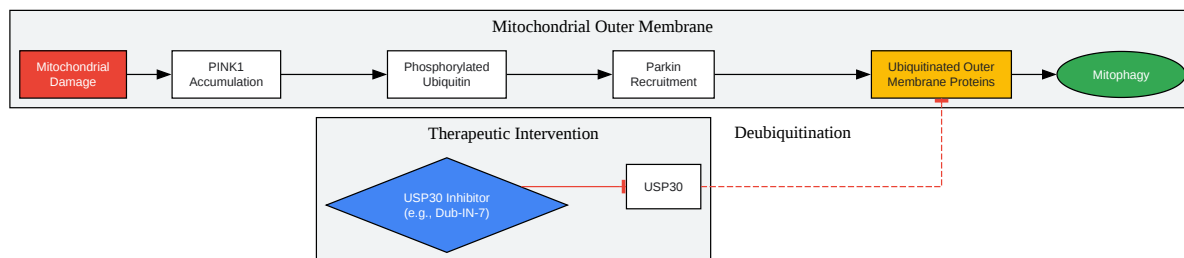 Mitochondrial Outer Membrane
Mitochondrial
Damage
PINK1
Accumulation
Phosphorylated
Ubiquitin
Parkin
Recruitment
Ubiquitinated Outer
Membrane Proteins
Mitophagy
Therapeutic Intervention
Deubiquitination
USP30 Inhibitor
(e.g., Dub-IN-7)
USP30